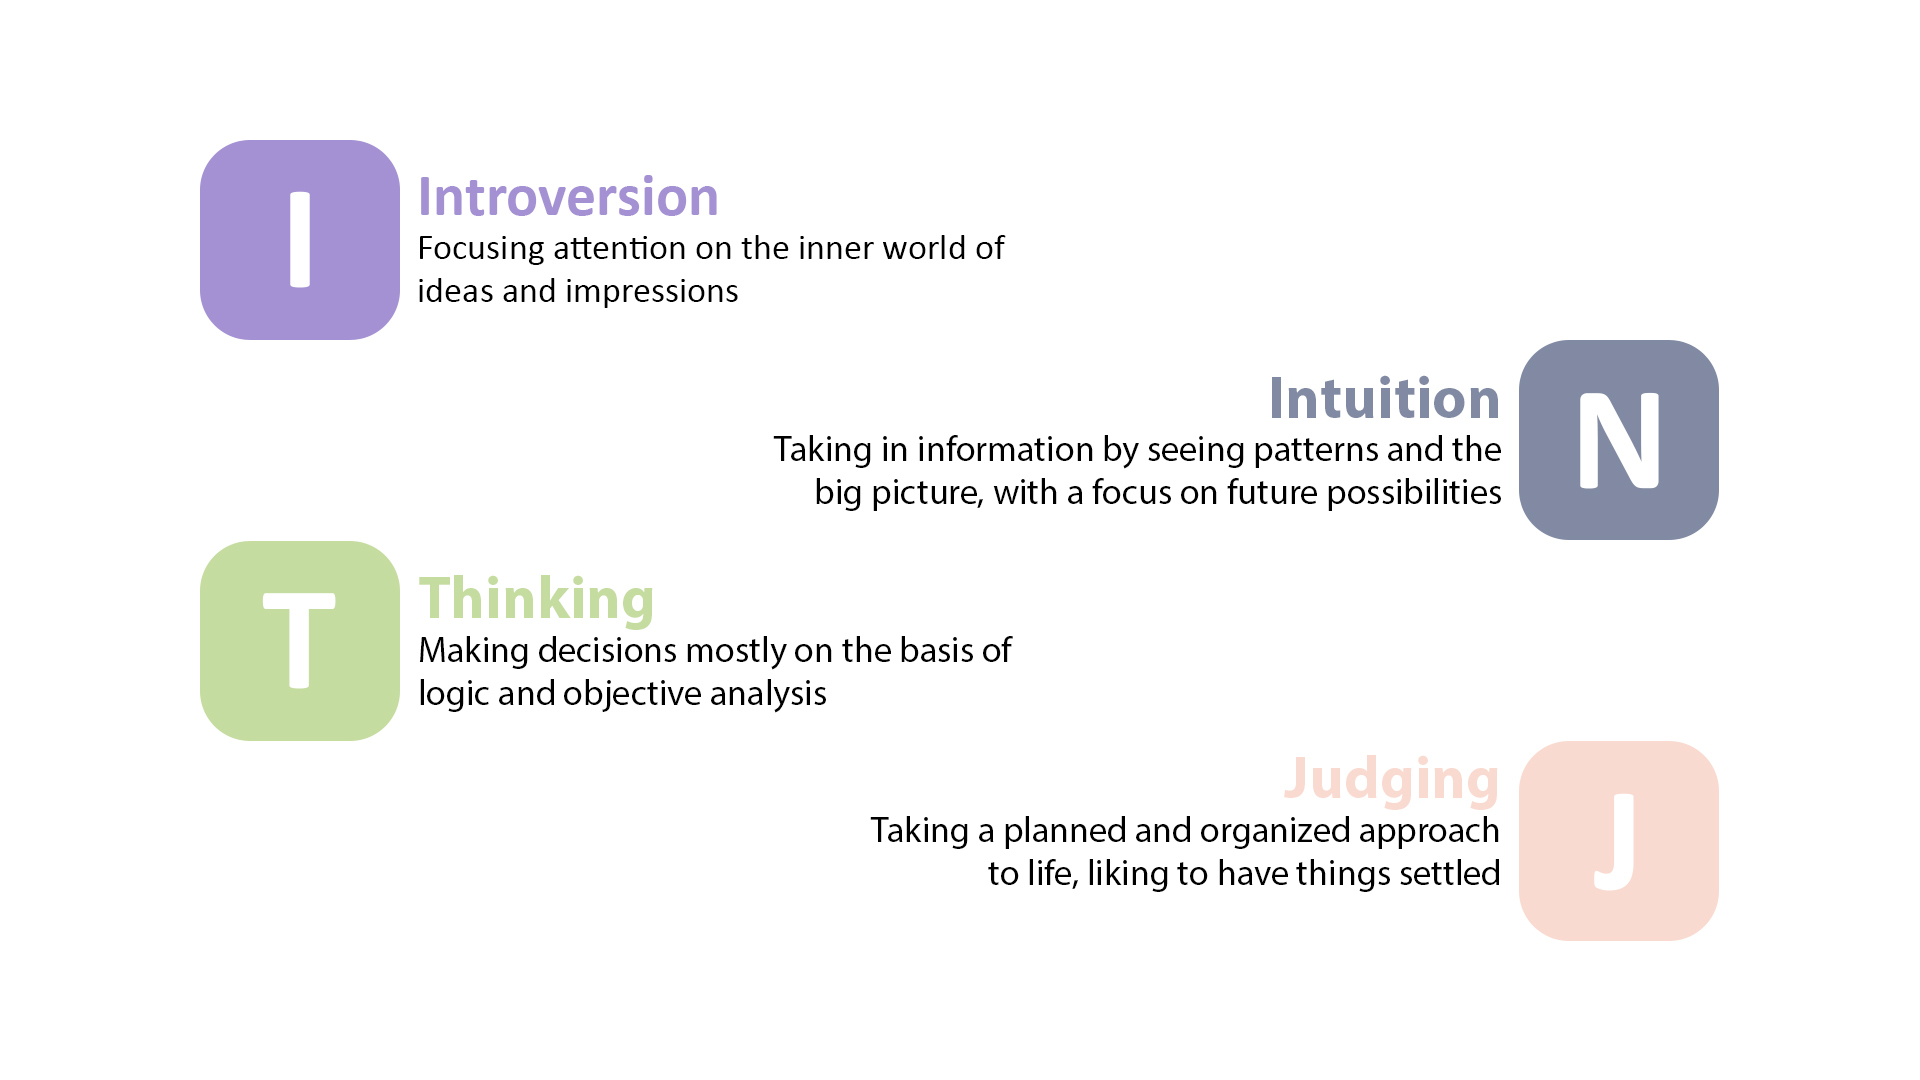 I
Introversion
Focusing attention on the inner world of
ideas and impressions
Intuition
N
Taking in information by seeing patterns and the
big picture, with a focus on future possibilities
T
Thinking
Making decisions mostly on the basis of
logic and objective analysis
Judging
J
Taking a planned and organized approach
to life, liking to have things settled